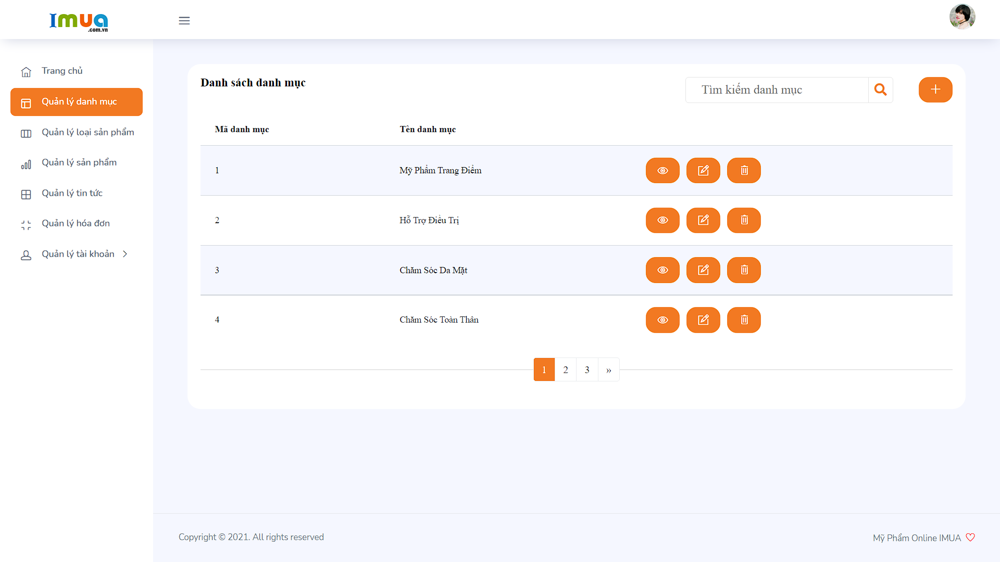 Imua
.com.vn
Trang chủ
Quản lý danh mục
Quản lý loại sản phẩm
Quản lý sản phẩm
Quản lý tin tức
Quản lý hóa đơn
Quản lý tài khoản
Danh sách danh mục
Tìm kiếm danh mục
Mã danh mục Tên danh mục
1 Mỹ Phẩm Trang Điểm
2 Hỗ Trợ Điều Trị
3 Chăm Sóc Da Mặt
4 Chăm Sóc Toàn Thân
1 2 3 »
Copyright © 2021. All rights reserved
Mỹ Phẩm Online IMUA